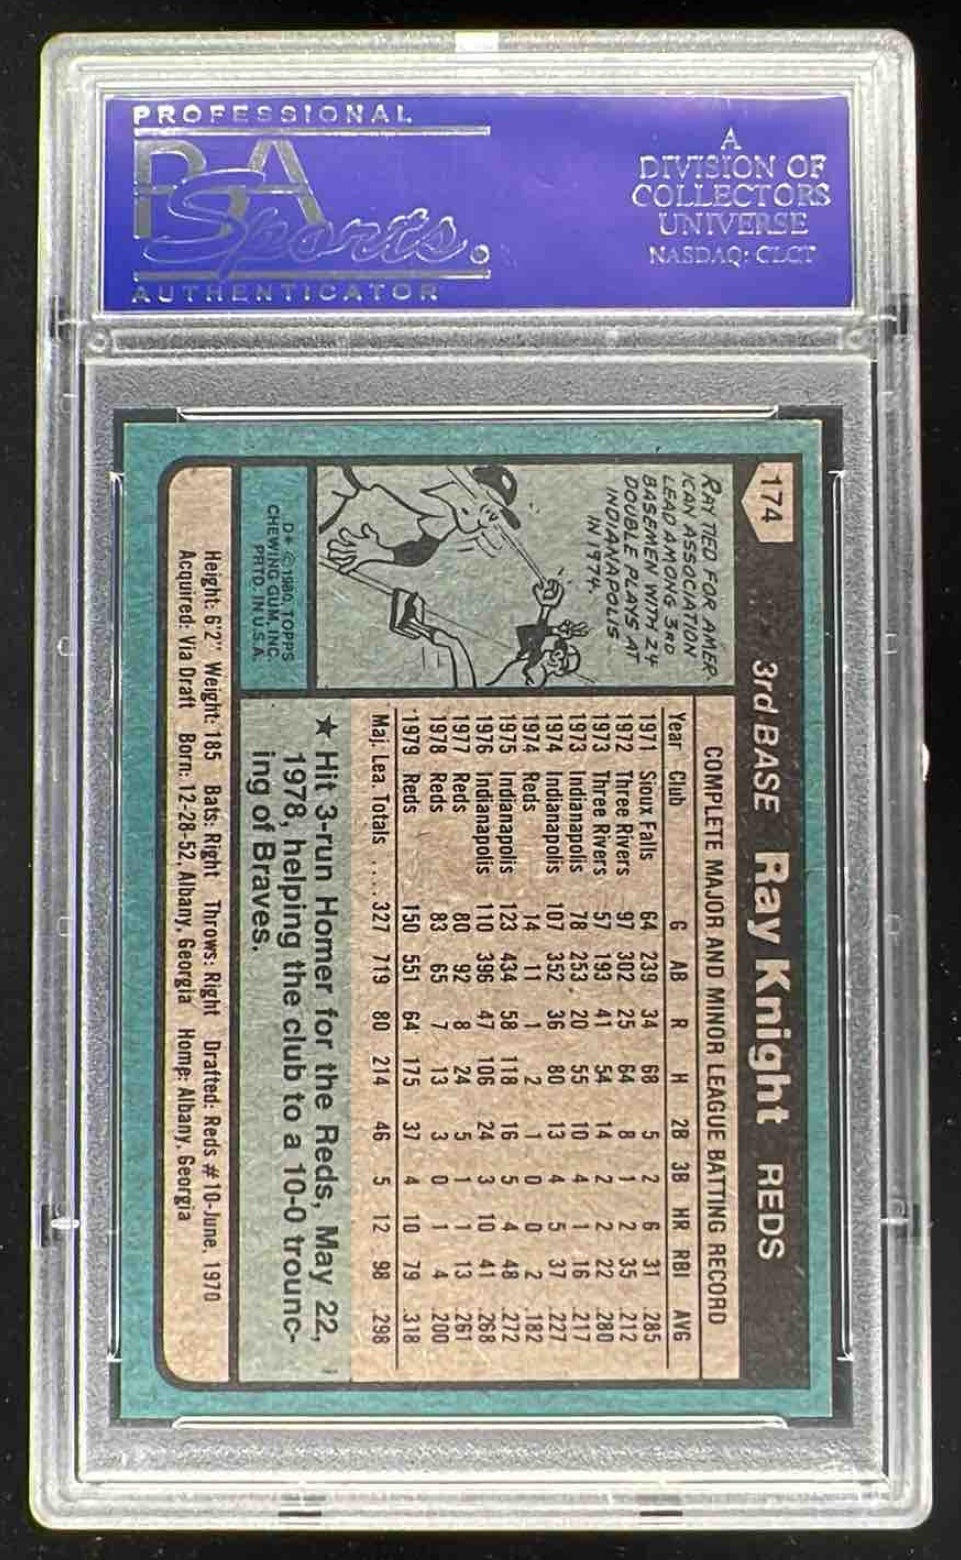 PROFESSIONAL
PSA
Sports.
AUTHENTICATOR
A
DIVISION OF
COLLECTORS
UNIVERSE
NASDAQ: CLCT
174
3rd BASE Ray Knight REDS
RAY TIED FOR AMER-
ICAN ASSOCIATION
LEAD AMONG 3RD
BASEMEN WITH 24
DOUBLE PLAYS AT
INDIANAPOLIS
IN 1974.
D* © 1980 TOPPS
CHEWING GUM, INC.
PRTD. IN U.S.A.
COMPLETE MAJOR AND MINOR LEAGUE BATTING RECORD
Year Club G AB R H 2B 3B HR RBI AVG
1971 Sioux Falls 64 239 34 68 5 2 6 31 .285
1972 Three Rivers 97 302 25 64 8 1 2 35 .212
1973 Three Rivers 57 193 41 54 14 2 2 22 .280
1973 Indianapolis 78 253 20 55 10 4 1 16 .217
1974 Indianapolis 107 352 36 80 13 4 5 37 .227
1974 Reds 14 11 1 2 1 0 0 2 .182
1975 Indianapolis 123 434 58 118 16 5 4 48 .272
1976 Indianapolis 110 396 47 106 24 3 10 41 .268
1977 Reds 80 92 8 24 5 1 1 13 .261
1978 Reds 83 65 7 13 3 0 1 4 .200
1979 Reds 150 551 64 175 37 4 10 79 .318
Maj. Lea. Totals ..... 327 719 80 214 46 5 12 98 .298
★ Hit 3-run Homer for the Reds, May 22,
1978, helping the club to a 10-0 trounc-
ing of Braves.
Height: 6'2" Weight: 185 Bats: Right Throws: Right Drafted: Reds #10-June, 1970
Acquired: Via Draft Born: 12-28-52, Albany, Georgia Home: Albany, Georgia